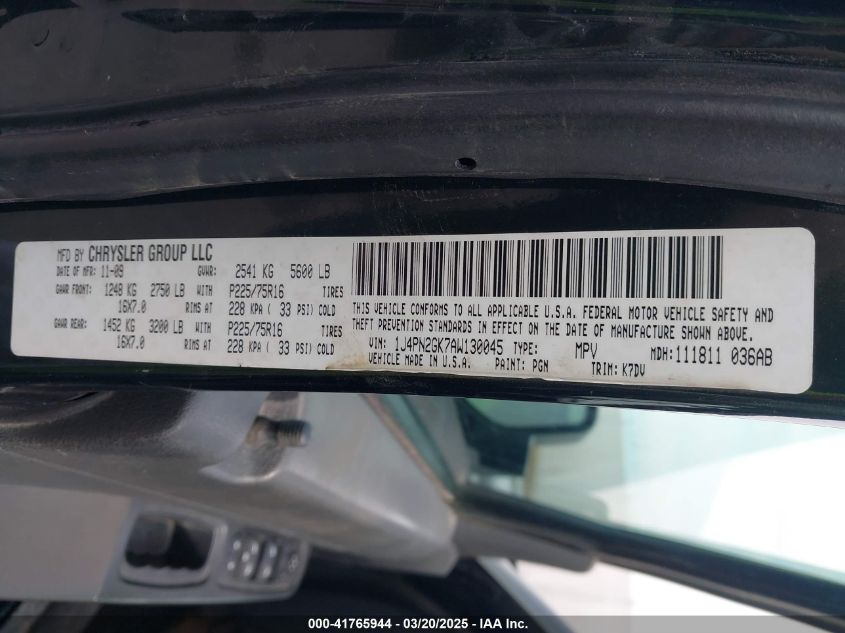 MFD BY CHRYSLER GROUP LLC
DATE OF MFR: 11-09 GVWR: 2541 KG 5600 LB
GAWR FRONT: 1248 KG 2750 LB WITH P225/75R16 TIRES
16X7.0 RIMS AT 228 KPA ( 33 PSI) COLD
GAWR REAR: 1452 KG 3200 LB WITH P225/75R16 TIRES
16X7.0 RIMS AT 228 KPA ( 33 PSI) COLD
THIS VEHICLE CONFORMS TO ALL APPLICABLE U.S.A. FEDERAL MOTOR VEHICLE SAFETY AND
THEFT PREVENTION STANDARDS IN EFFECT ON THE DATE OF MANUFACTURE SHOWN ABOVE.
VIN: 1J4PN2GK7AW130045 TYPE: MPV MDH: 111811 036AB
VEHICLE MADE IN U.S.A. PAINT: PGN TRIM: K7DV
000-41765944 - 03/20/2025 - IAA Inc.